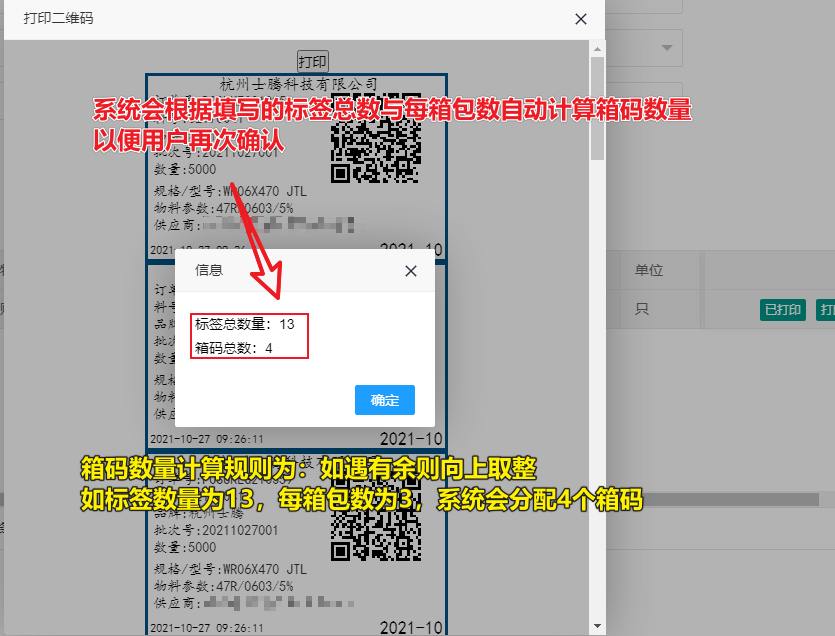 打印二维码
打印
杭州士腾科技有限公司
系统会根据填写的标签总数与每箱包数自动计算箱码数量
以便用户再次确认
批次号:20211027001
数量:5000
规格/型号:WR06X470 JTL
物料参数:47R/0603/5%
供应商:
2021-10
信息
标签总数量：13
箱码总数：4
确定
单位
只
已打印
2021-10-27 09:26:11
2021-10
箱码数量计算规则为：如遇有余则向上取整
如标签数量为13，每箱包数为3，系统会分配4个箱码
品牌:杭州士腾
批次号:20211027001
数量:5000
规格/型号:WR06X470 JTL
物料参数:47R/0603/5%
供应商:
2021-10-27 09:26:11
2021-10